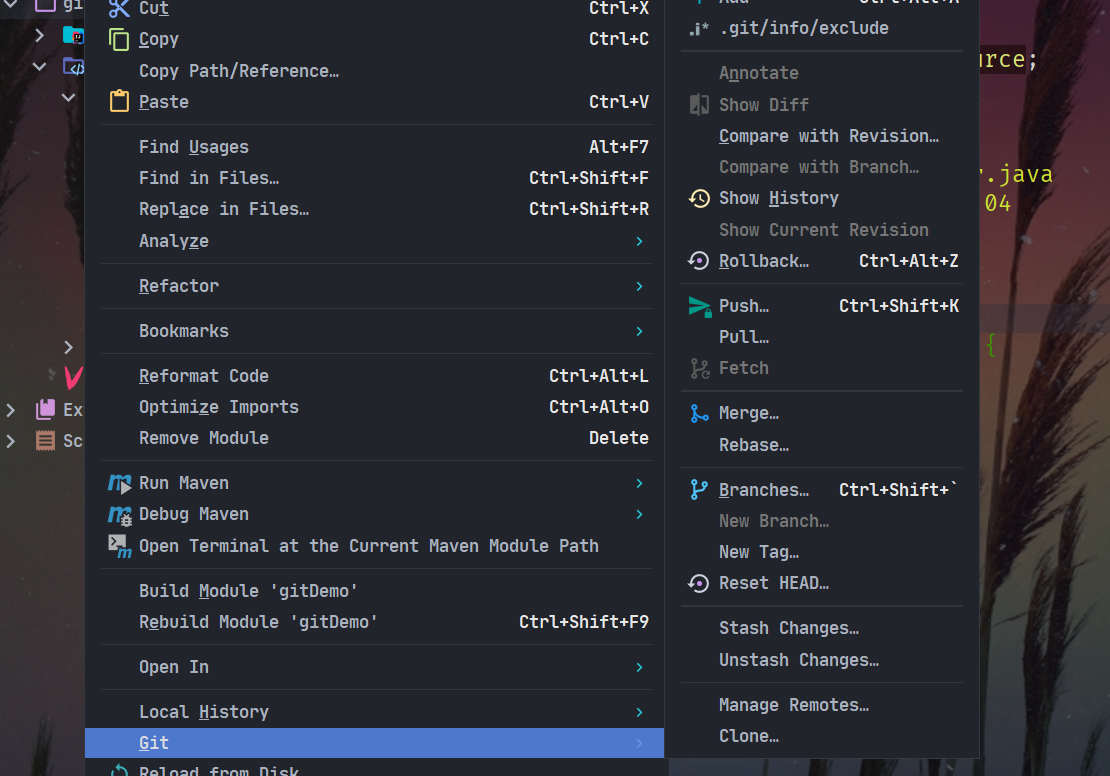 gi
Cut Ctrl+X
Copy Ctrl+C
Copy Path/Reference…
Paste Ctrl+V
Find Usages Alt+F7
Find in Files… Ctrl+Shift+F
Replace in Files… Ctrl+Shift+R
Analyze
Refactor
Bookmarks
Reformat Code Ctrl+Alt+L
Optimize Imports Ctrl+Alt+O
Remove Module Delete
Ex
Sc
Run Maven
Debug Maven
Open Terminal at the Current Maven Module Path
Build Module 'gitDemo'
Rebuild Module 'gitDemo' Ctrl+Shift+F9
Open In
Local History
Git
Reload from Disk
Add Ctrl+Alt+A
.git/info/exclude
Annotate
Show Diff
Compare with Revision…
Compare with Branch…
Show History
Show Current Revision
Rollback… Ctrl+Alt+Z
Push… Ctrl+Shift+K
Pull…
Fetch
Merge…
Rebase…
Branches… Ctrl+Shift+`
New Branch…
New Tag…
Reset HEAD…
Stash Changes…
Unstash Changes…
Manage Remotes…
Clone…
urce;
.java
04
{